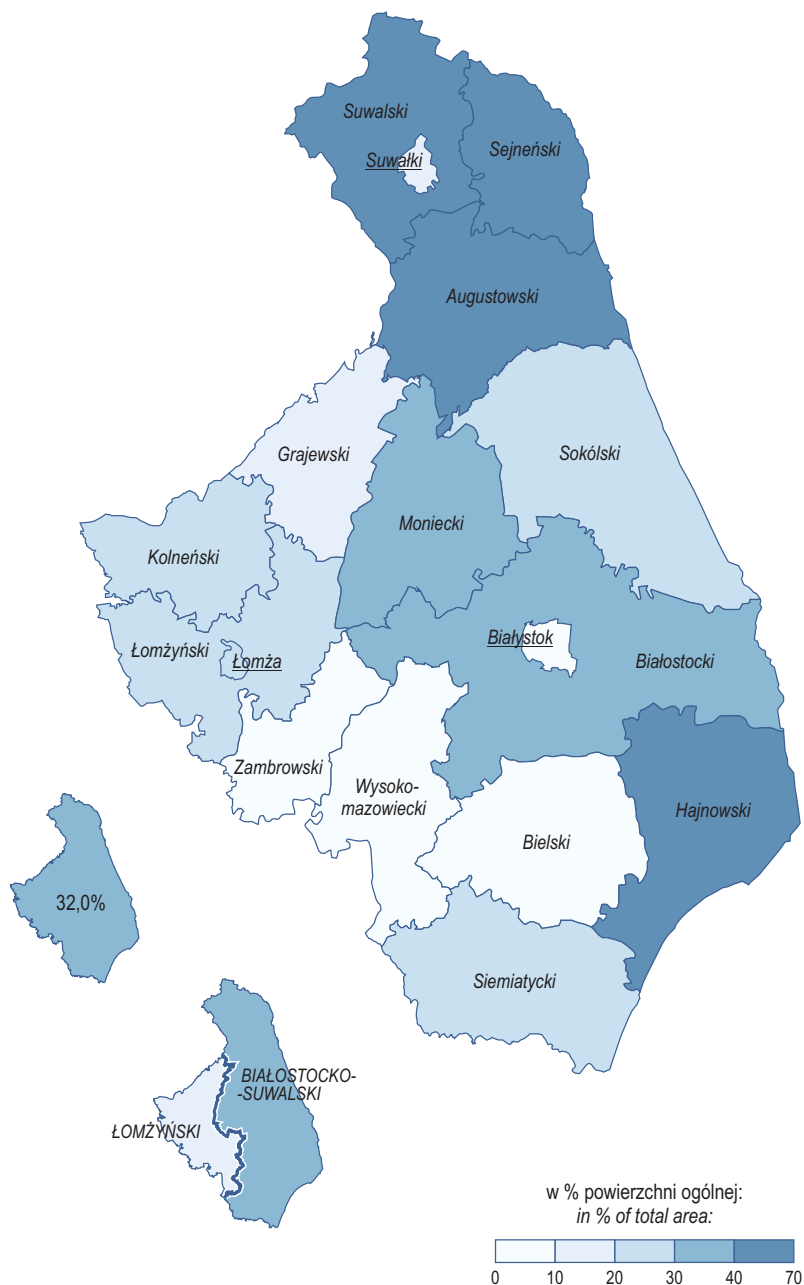 Suwalski
Suwałki
Sejneński
Augustowski
Grajewski
Sokólski
Moniecki
Kolneński
Łomżyński
Łomża
Białystok
Białostocki
Zambrowski
Wysoko-
mazowiecki
Bielski
Hajnowski
Siemiatycki
32,0%
BIAŁOSTOCKO-
-SUWALSKI
ŁOMŻYŃSKI
w % powierzchni ogólnej:
in % of total area:
0 10 20 30 40 70